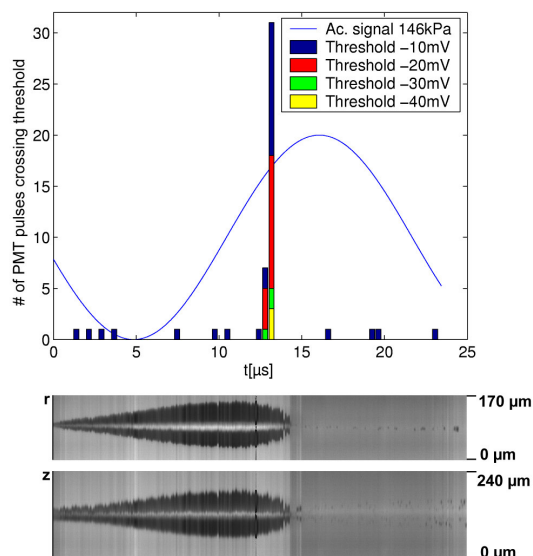 Ac. signal 146kPa
Threshold −10mV
Threshold −20mV
Threshold −30mV
Threshold −40mV
# of PMT pulses crossing threshold
30
25
20
15
10
5
0
0 5 10 15 20 25
t[µs]
r
170 µm
0 µm
z
240 µm
0 µm